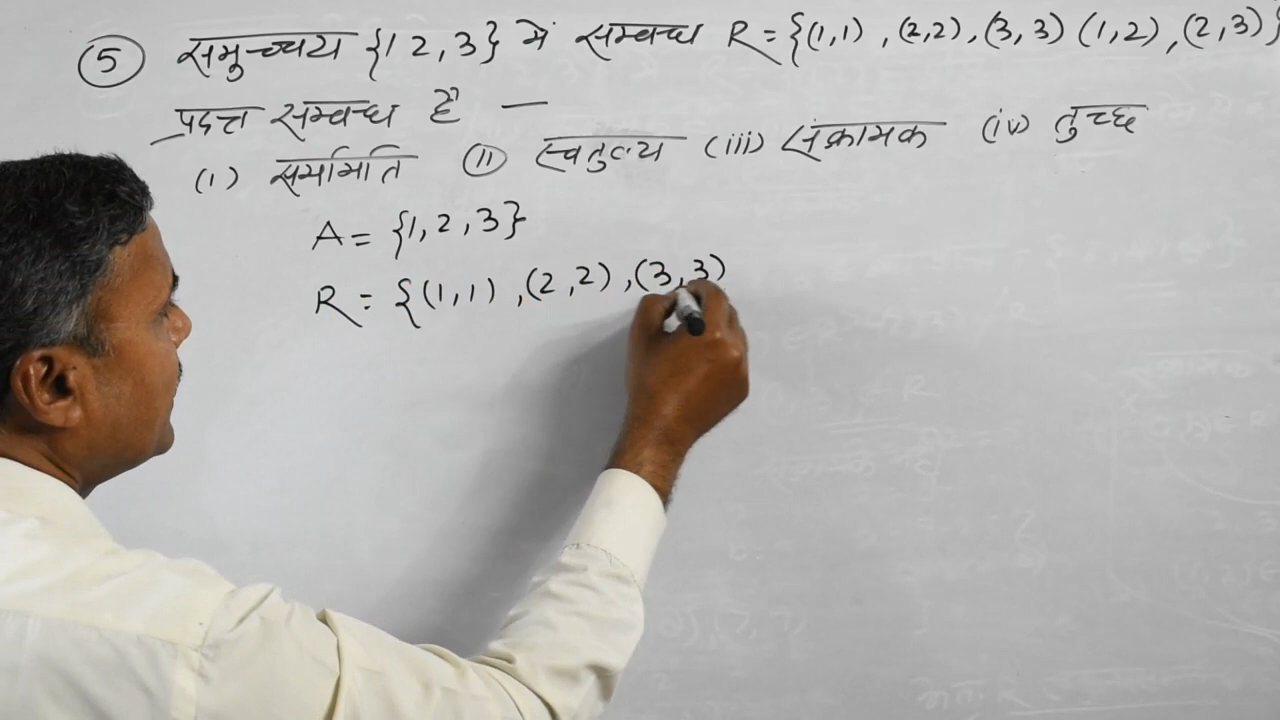 ⑤ समुच्चय {1 2, 3} में सम्बन्ध R = {(1,1) , (2,2), (3, 3) (1,2) , (2,3)}
प्रदत्त सम्बन्ध है —
(i) सममिति (ii) स्वतुल्य (iii) संक्रामक (iv) तुच्छ
A = {1, 2, 3}
R = {(1,1) , (2,2) , (3,3)